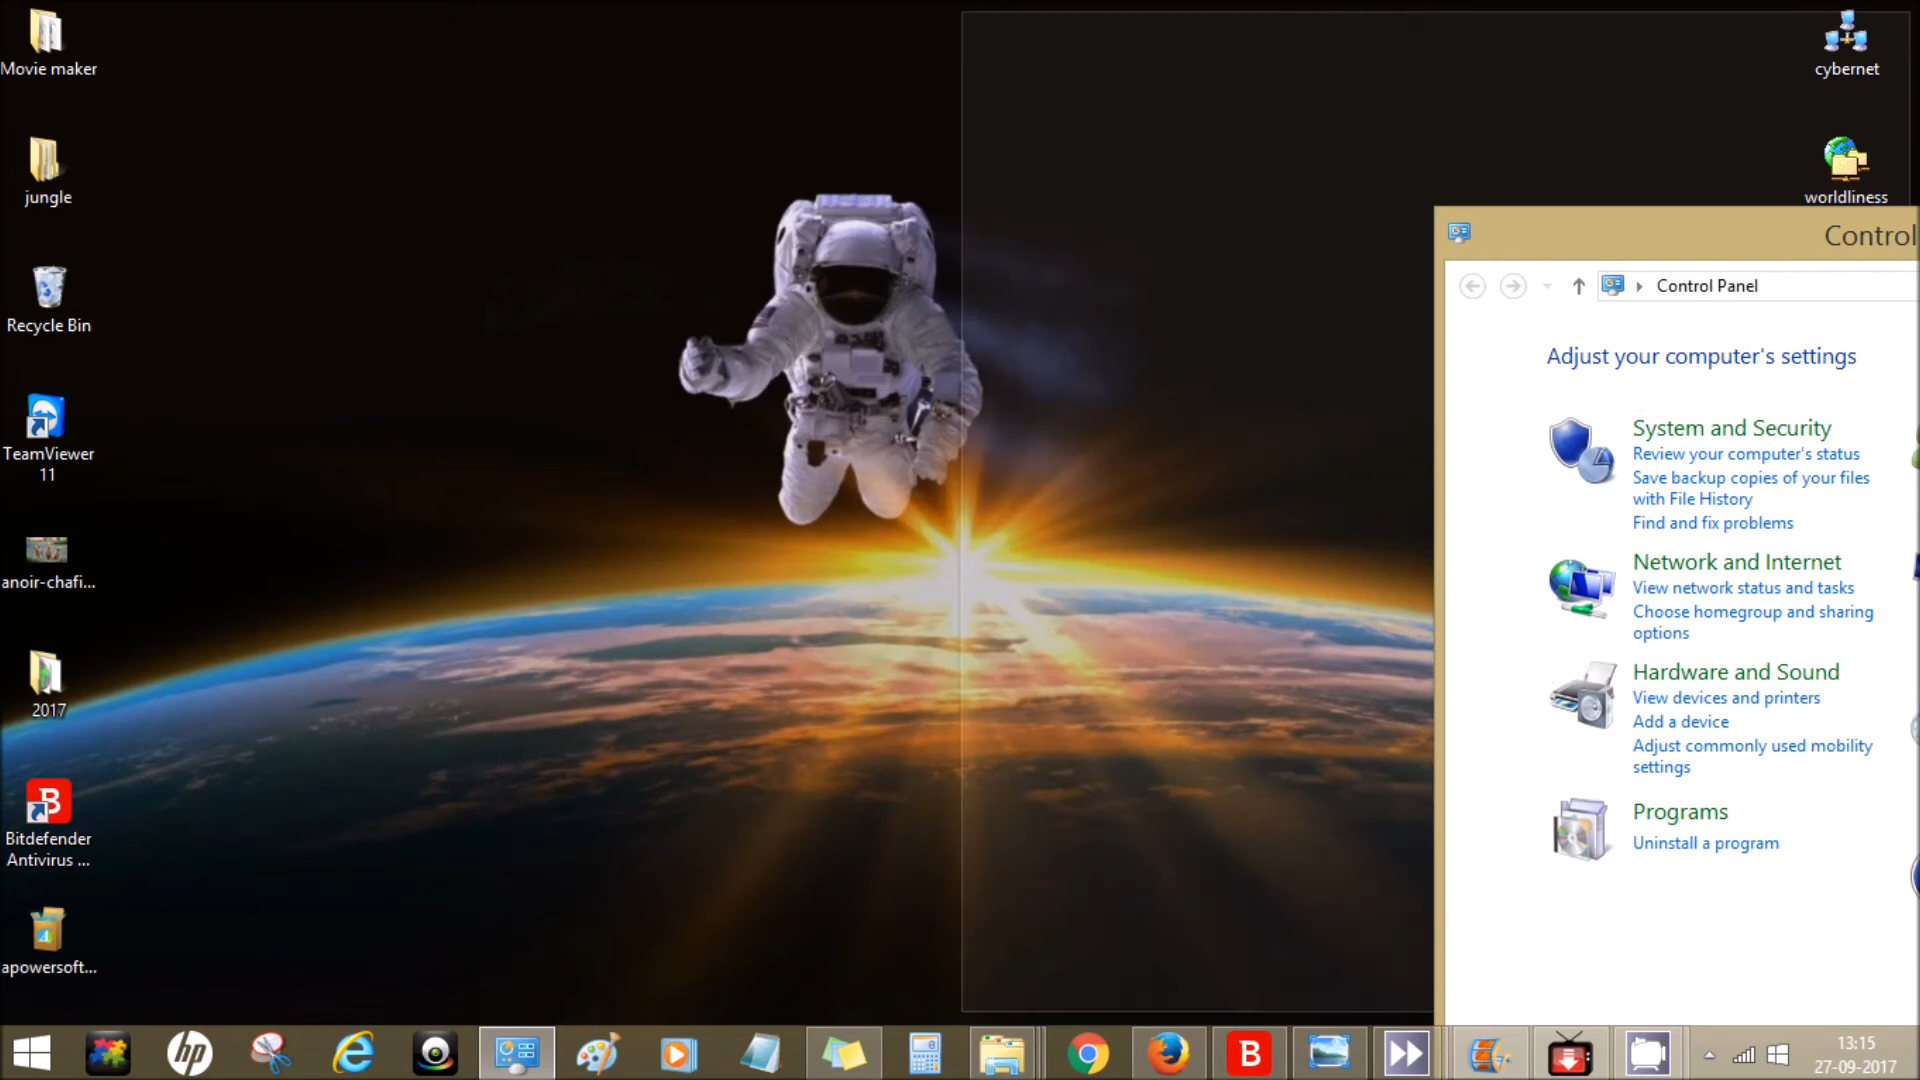 Movie maker
jungle
Recycle Bin
TeamViewer
11
anoir-chafi...
2017
Bitdefender
Antivirus ...
apowersoft...
cybernet
worldliness
Control
Control Panel
Adjust your computer's settings
System and Security
Review your computer's status
Save backup copies of your files
with File History
Find and fix problems
Network and Internet
View network status and tasks
Choose homegroup and sharing
options
Hardware and Sound
View devices and printers
Add a device
Adjust commonly used mobility
settings
Programs
Uninstall a program
13:15
27-09-2017